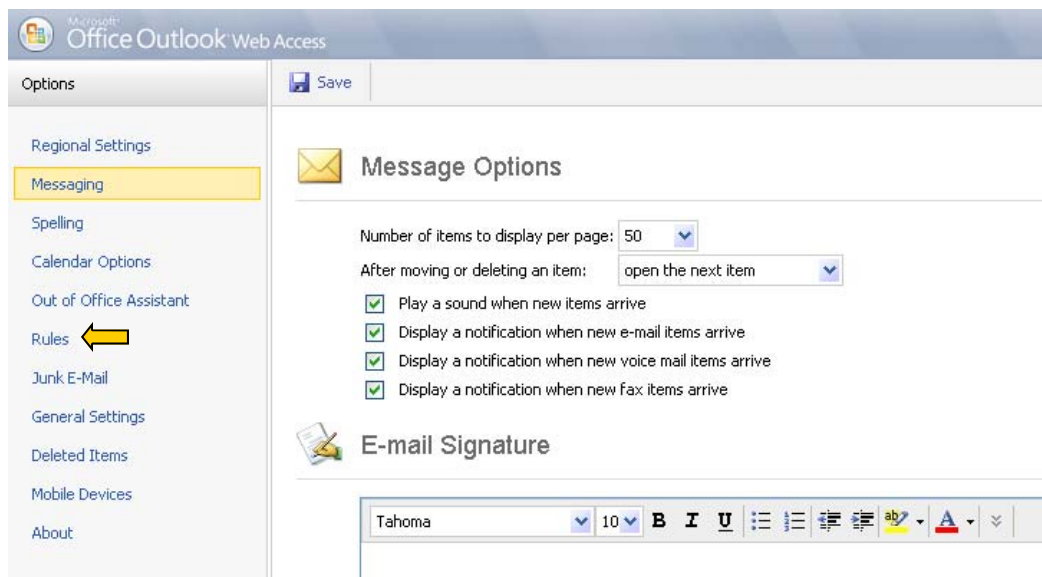 Microsoft
Office Outlook Web Access
Options
Save
Regional Settings
Messaging
Spelling
Calendar Options
Out of Office Assistant
Rules
Junk E-Mail
General Settings
Deleted Items
Mobile Devices
About
Message Options
Number of items to display per page: 50
After moving or deleting an item: open the next item
Play a sound when new items arrive
Display a notification when new e-mail items arrive
Display a notification when new voice mail items arrive
Display a notification when new fax items arrive
E-mail Signature
Tahoma 10 B I U ab A